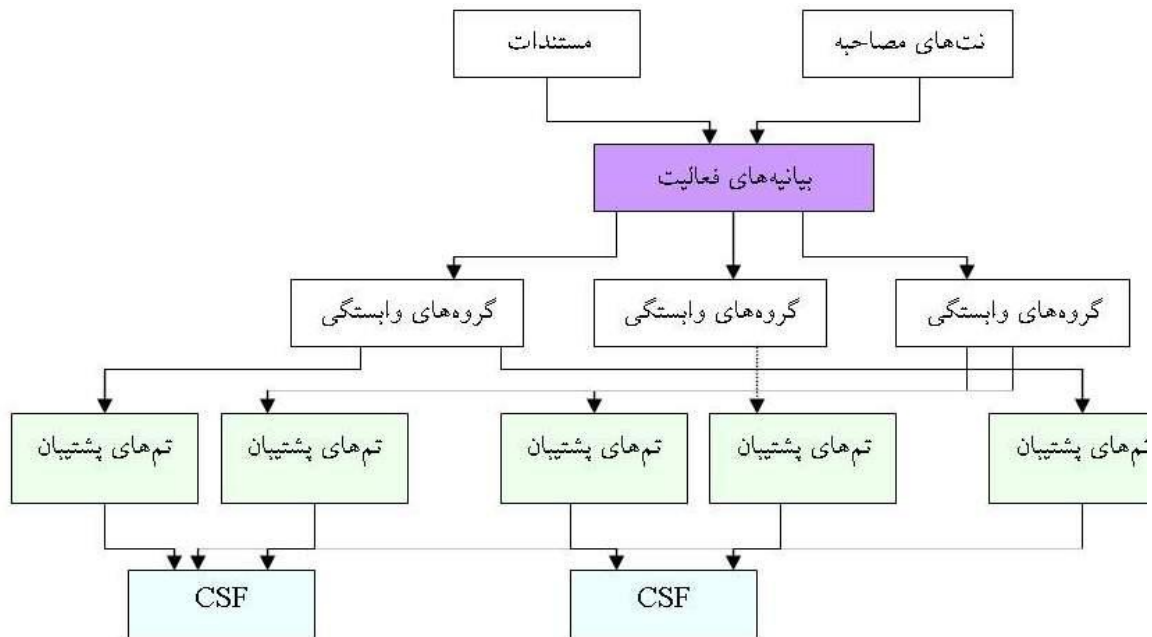 نت‌های مصاحبه
مستندات
بیانیه‌های فعالیت
گروه‌های وابستگی
گروه‌های وابستگی
گروه‌های وابستگی
تم‌های پشتیبان
تم‌های پشتیبان
تم‌های پشتیبان
تم‌های پشتیبان
تم‌های پشتیبان
CSF
CSF